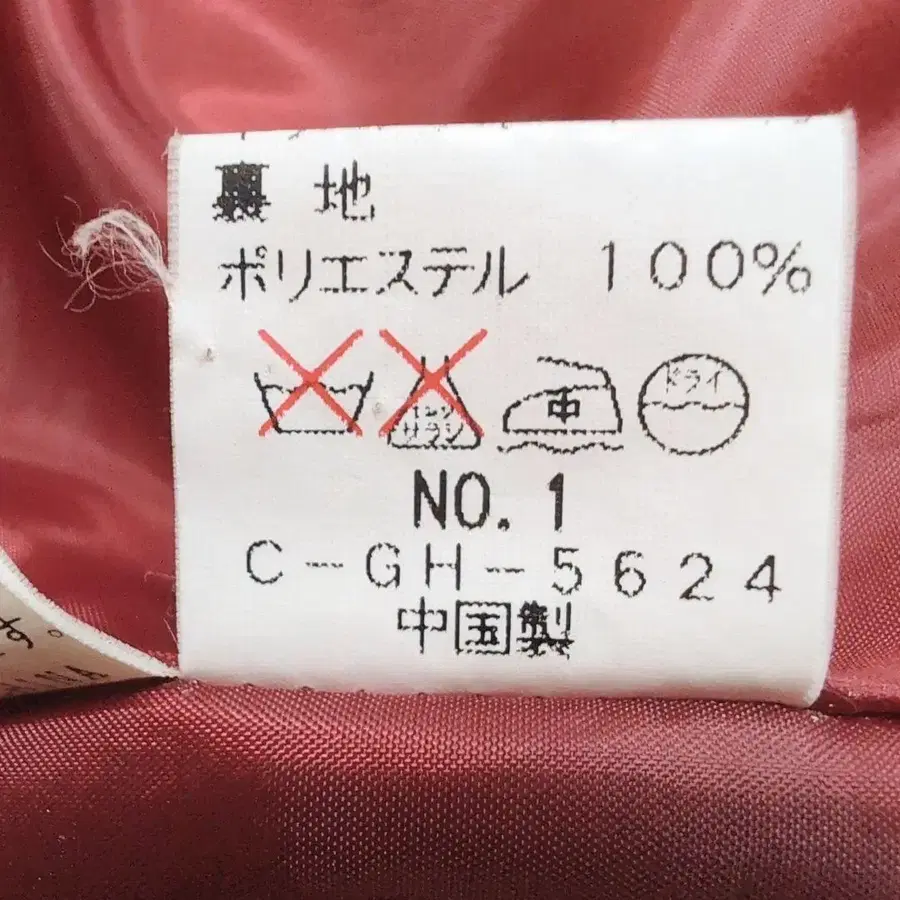 裏地
ポリエステル 100%
エンソ
サラシ
中
ドライ
NO. 1
C-GH-5624
中国製
す。